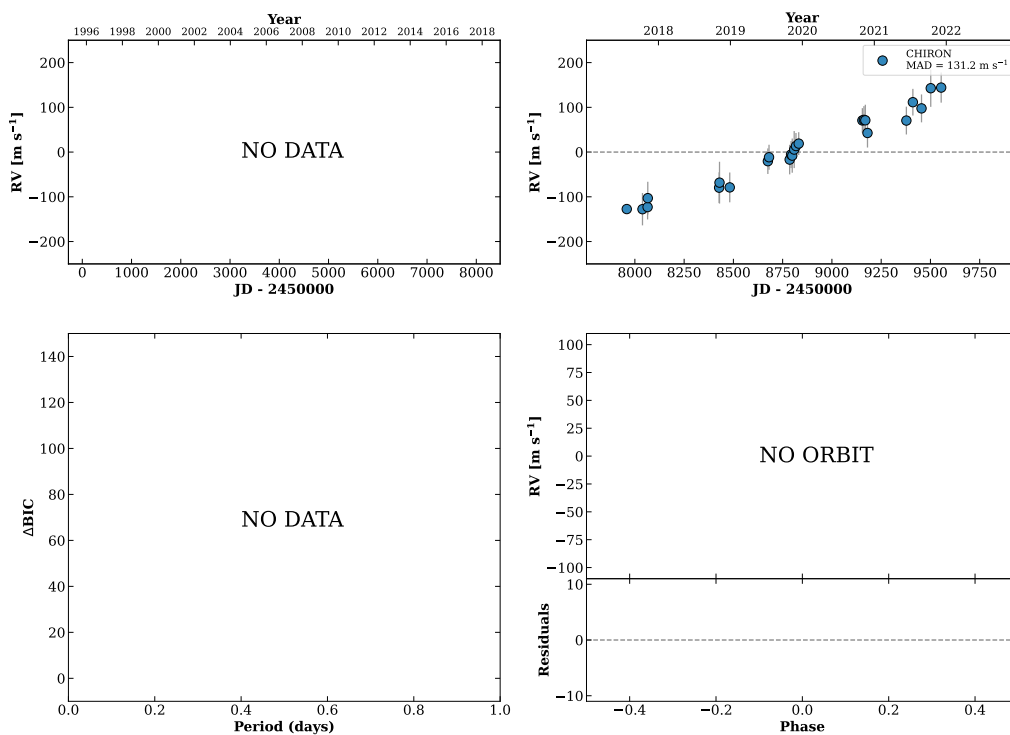 Year
1996 1998 2000 2002 2004 2006 2008 2010 2012 2014 2016 2018
200
100
0
−100
−200
RV [m s−1]
NO DATA
0 1000 2000 3000 4000 5000 6000 7000 8000
JD - 2450000
Year
2018 2019 2020 2021 2022
CHIRON
MAD = 131.2 m s−1
200
100
0
−100
−200
RV [m s−1]
8000 8250 8500 8750 9000 9250 9500 9750
JD - 2450000
140
120
100
80
60
40
20
0
ΔBIC
NO DATA
0.0 0.2 0.4 0.6 0.8 1.0
Period (days)
100
75
50
25
0
−25
−50
−75
−100
RV [m s−1]
NO ORBIT
10
0
−10
Residuals
−0.4 −0.2 0.0 0.2 0.4
Phase